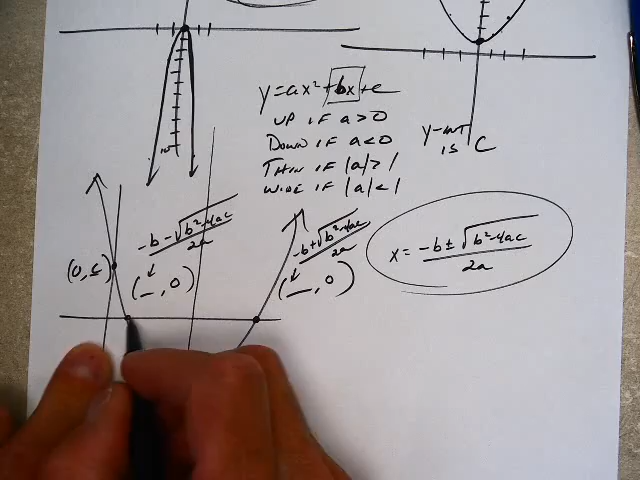 y=ax²+bx+c
UP IF a>0
DOWN IF a<0
THIN IF |a|>1
WIDE IF |a|<1
y-INT IS C
-b-√b²-4ac
2a
-b+√b²-4ac
2a
x = -b±√b²-4ac
2a
(0,c)
(_,0)
(_,0)